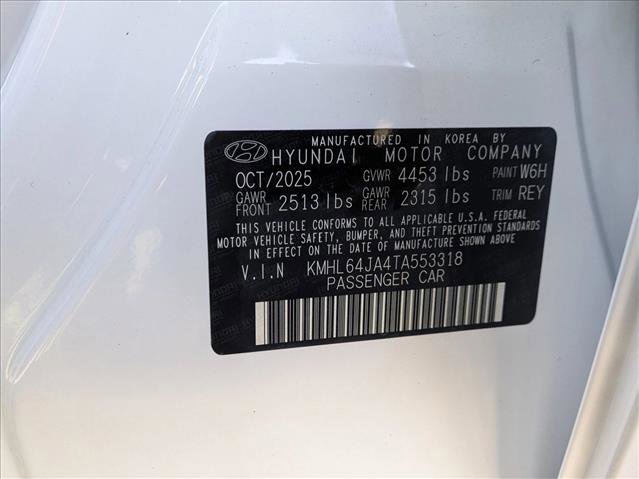 MANUFACTURED IN KOREA BY
HYUNDAI MOTOR COMPANY
OCT/2025 GVWR 4453 lbs PAINT W6H
GAWR FRONT 2513 lbs GAWR REAR 2315 lbs TRIM REY
THIS VEHICLE CONFORMS TO ALL APPLICABLE U.S.A. FEDERAL
MOTOR VEHICLE SAFETY, BUMPER, AND THEFT PREVENTION STANDARDS
IN EFFECT ON THE DATE OF MANUFACTURE SHOWN ABOVE.
V.I.N KMHL64JA4TA553318
PASSENGER CAR